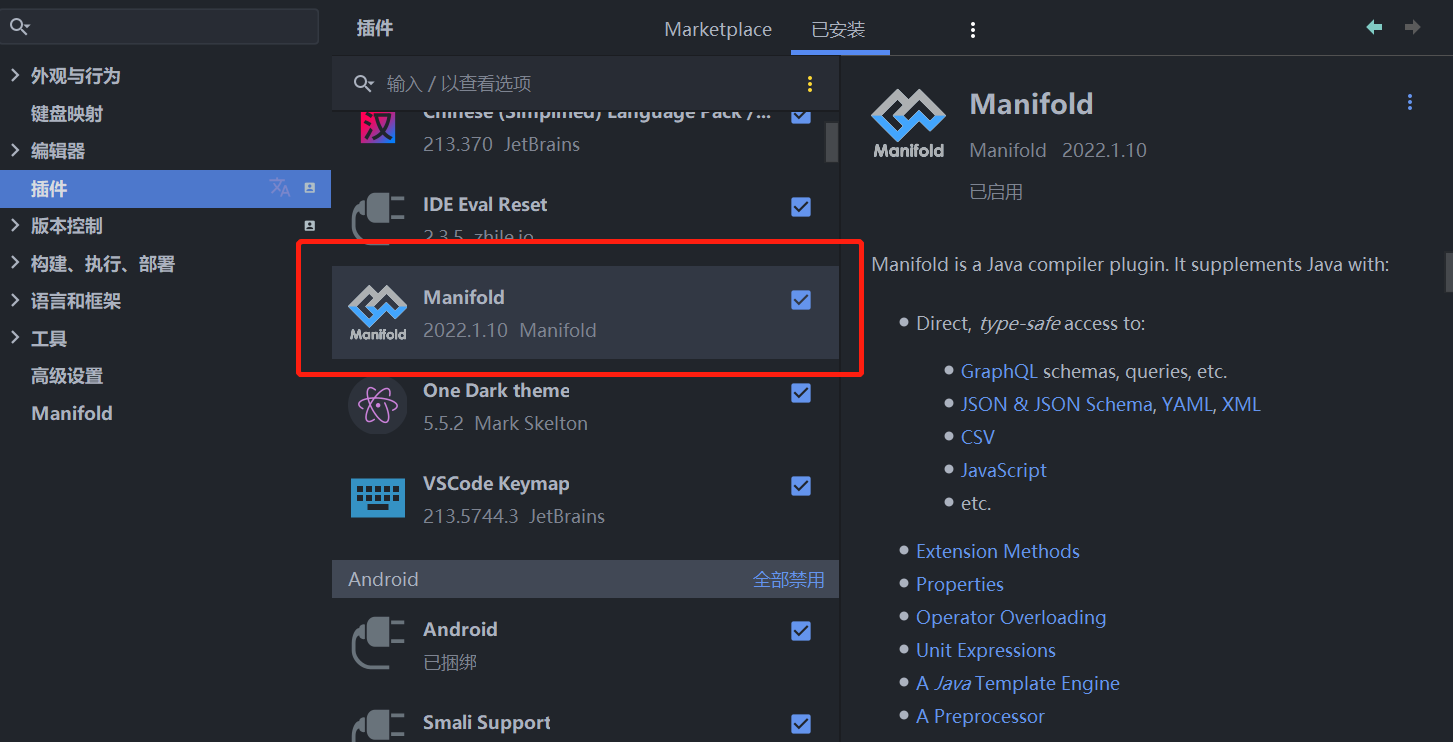 外观与行为
键盘映射
编辑器
插件
版本控制
构建、执行、部署
语言和框架
工具
高级设置
Manifold
插件
Marketplace
已安装
输入 / 以查看选项
Chinese (Simplified) Language Pack /...
汉
213.370 JetBrains
IDE Eval Reset
2.3.5 zhile.io
Manifold
Manifold
2022.1.10 Manifold
One Dark theme
5.5.2 Mark Skelton
VSCode Keymap
213.5744.3 JetBrains
Android
全部禁用
Android
已捆绑
Smali Support
Manifold
Manifold
Manifold 2022.1.10
已启用
Manifold is a Java compiler plugin. It supplements Java with:
Direct, type-safe access to:
GraphQL schemas, queries, etc.
JSON & JSON Schema, YAML, XML
CSV
JavaScript
etc.
Extension Methods
Properties
Operator Overloading
Unit Expressions
A Java Template Engine
A Preprocessor